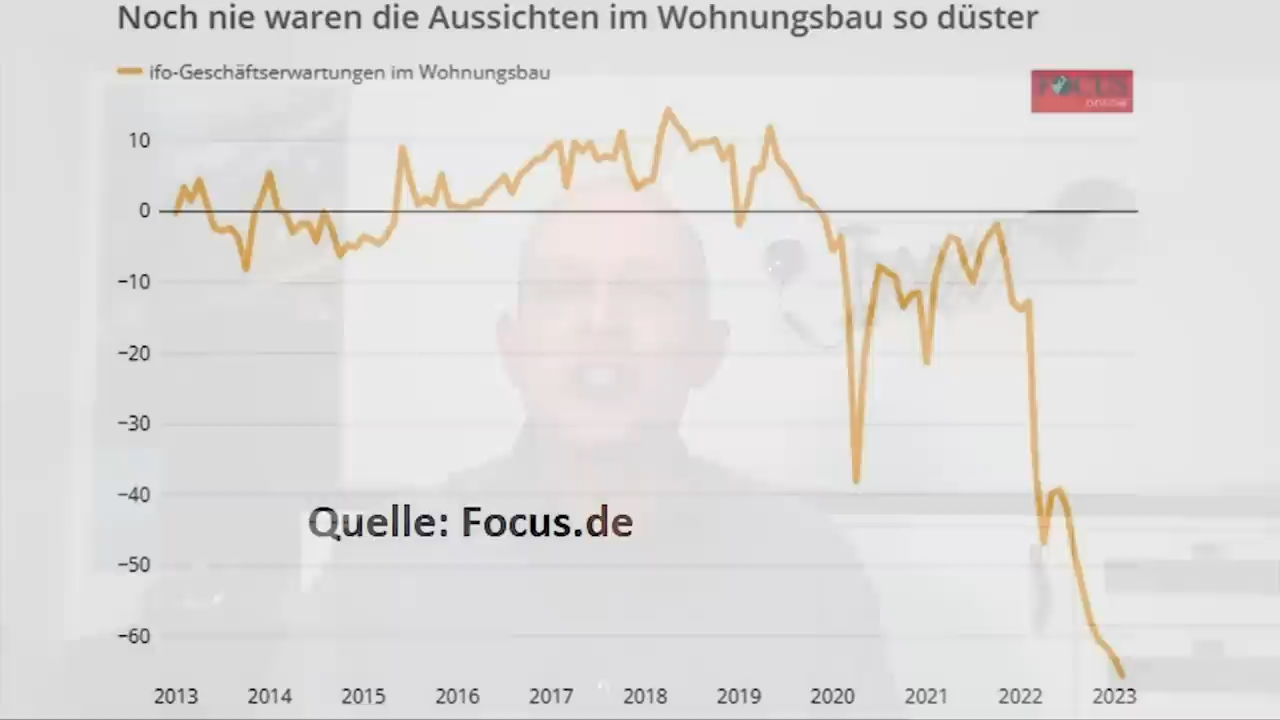 Noch nie waren die Aussichten im Wohnungsbau so düster
ifo-Geschäftserwartungen im Wohnungsbau
FOCUS
online
10
0
−10
−20
−30
−40
−50
−60
Quelle: Focus.de
2013 2014 2015 2016 2017 2018 2019 2020 2021 2022 2023